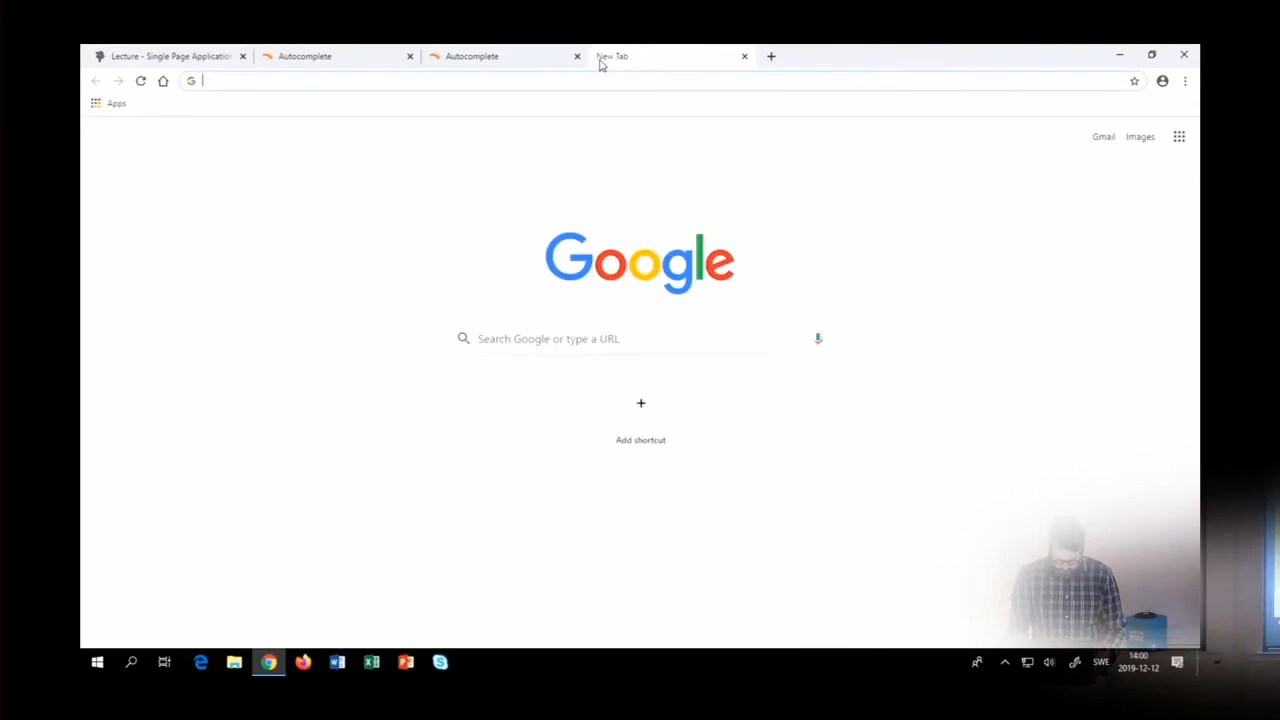 Lecture - Single Page Applicatio
Autocomplete
Autocomplete
New Tab
Apps
Gmail
Images
Google
Search Google or type a URL
Add shortcut
SWE
14:00
2019-12-12